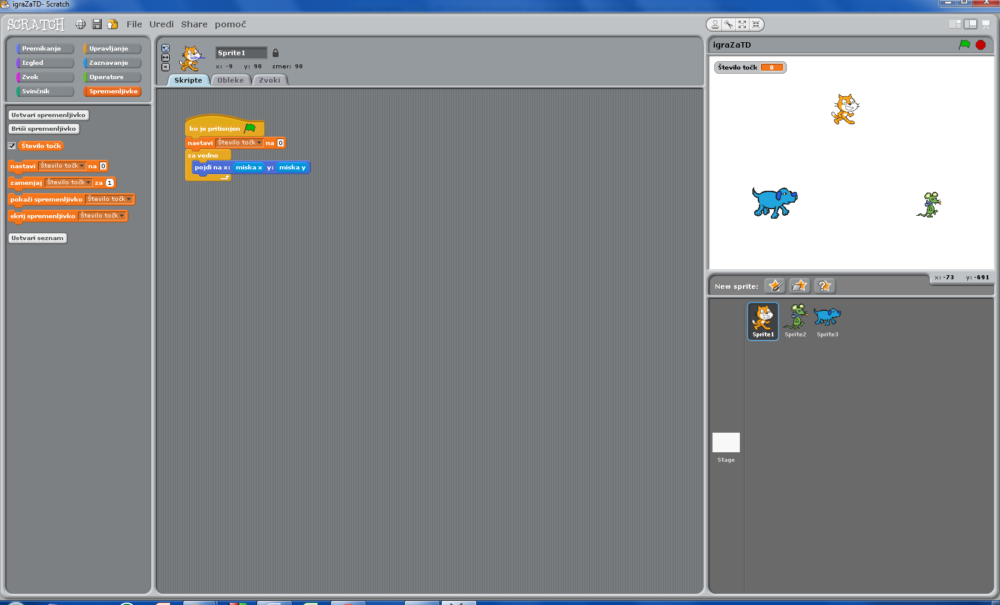 igraZaTD- Scratch
SCRATCH File Uredi Share pomoč
Premikanje Upravljanje
Izgled Zaznavanje
Zvok Operators
Svinčnik Spremenljivke
Ustvari spremenljivko
Briši spremenljivko
Število točk
nastavi Število točk na 0
zamenjaj Število točk za 1
pokaži spremenljivko Število točk
skrij spremenljivko Število točk
Ustvari seznam
Sprite1
x: -9 y: 90 smer: 90
Skripte Obleke Zvoki
ko je pritisnjen
nastavi Število točk na 0
za vedno
pojdi na x: miska x y: miska y
igraZaTD
Število točk 0
x: -73 y: -691
New sprite:
Sprite1 Sprite2 Sprite3
Stage